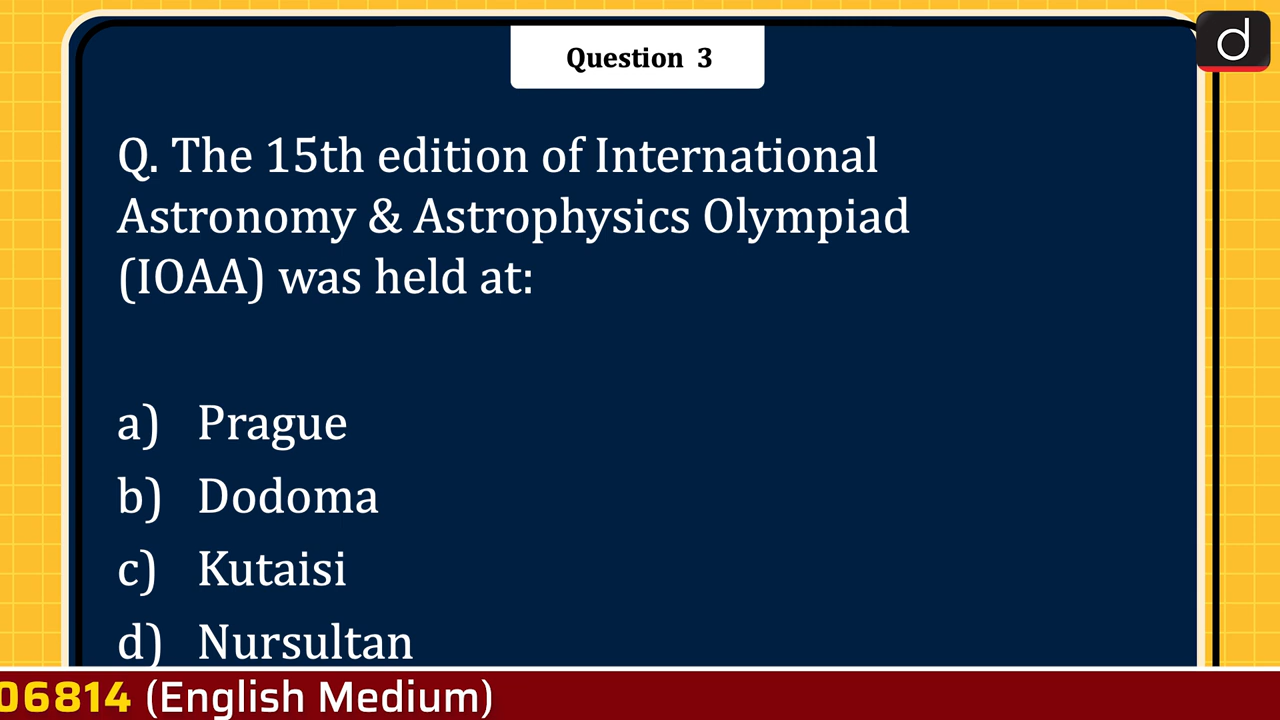 d
Question 3
Q. The 15th edition of International
Astronomy & Astrophysics Olympiad
(IOAA) was held at:
a) Prague
b) Dodoma
c) Kutaisi
d) Nursultan
06814 (English Medium)